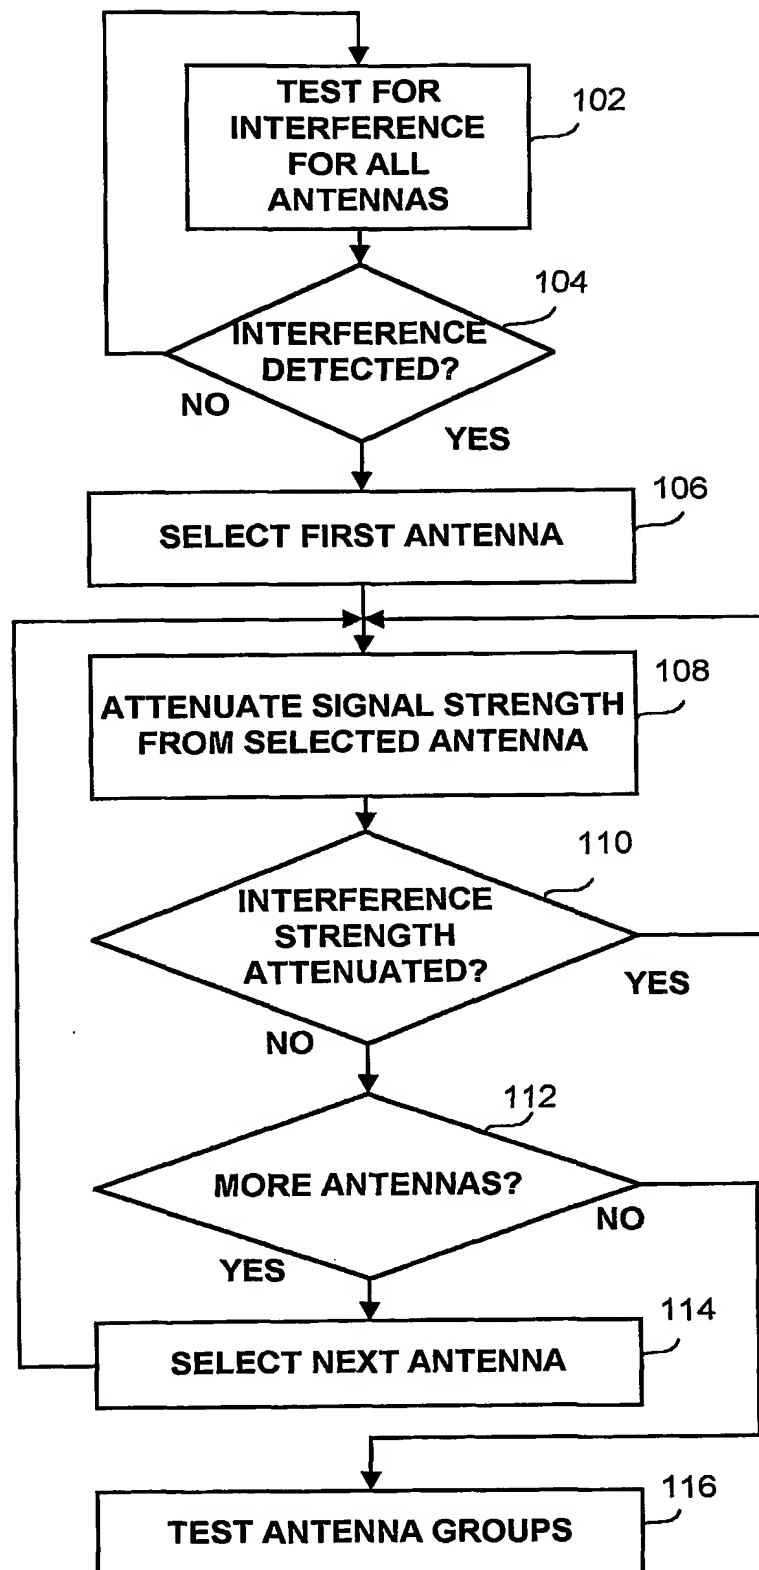 TEST FOR
INTERFERENCE
FOR ALL
ANTENNAS
102
INTERFERENCE
DETECTED?
104
NO
YES
SELECT FIRST ANTENNA
106
ATTENUATE SIGNAL STRENGTH
FROM SELECTED ANTENNA
108
INTERFERENCE
STRENGTH
ATTENUATED?
110
YES
NO
MORE ANTENNAS?
112
NO
YES
SELECT NEXT ANTENNA
114
TEST ANTENNA GROUPS
116